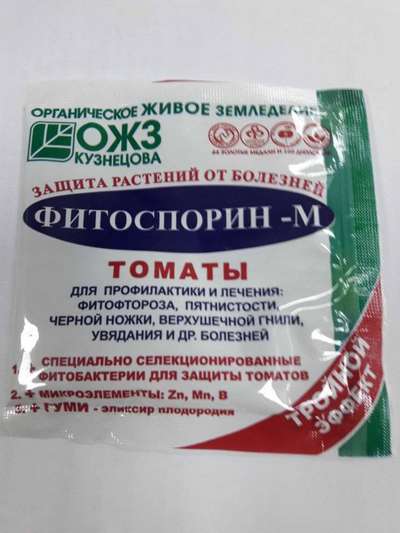 ОРГАНИЧЕСКОЕ ЖИВОЕ ЗЕМЛЕДЕЛИЕ
ОЖЗ
КУЗНЕЦОВА
ЗАЩИТА РАСТЕНИЙ ОТ БОЛЕЗНЕЙ
ФИТОСПОРИН -М
ТОМАТЫ
ДЛЯ ПРОФИЛАКТИКИ И ЛЕЧЕНИЯ:
ФИТОФТОРОЗА, ПЯТНИСТОСТИ,
ЧЕРНОЙ НОЖКИ, ВЕРХУШЕЧНОЙ ГНИЛИ,
УВЯДАНИЯ И ДР. БОЛЕЗНЕЙ
СПЕЦИАЛЬНО СЕЛЕКЦИОНИРОВАННЫЕ
ФИТОБАКТЕРИИ ДЛЯ ЗАЩИТЫ ТОМАТОВ
2. + МИКРОЭЛЕМЕНТЫ: Zn, Mn, B
3. + ГУМИ - эликсир плодородия
ТРОЙНОЙ
ЭФФЕКТ